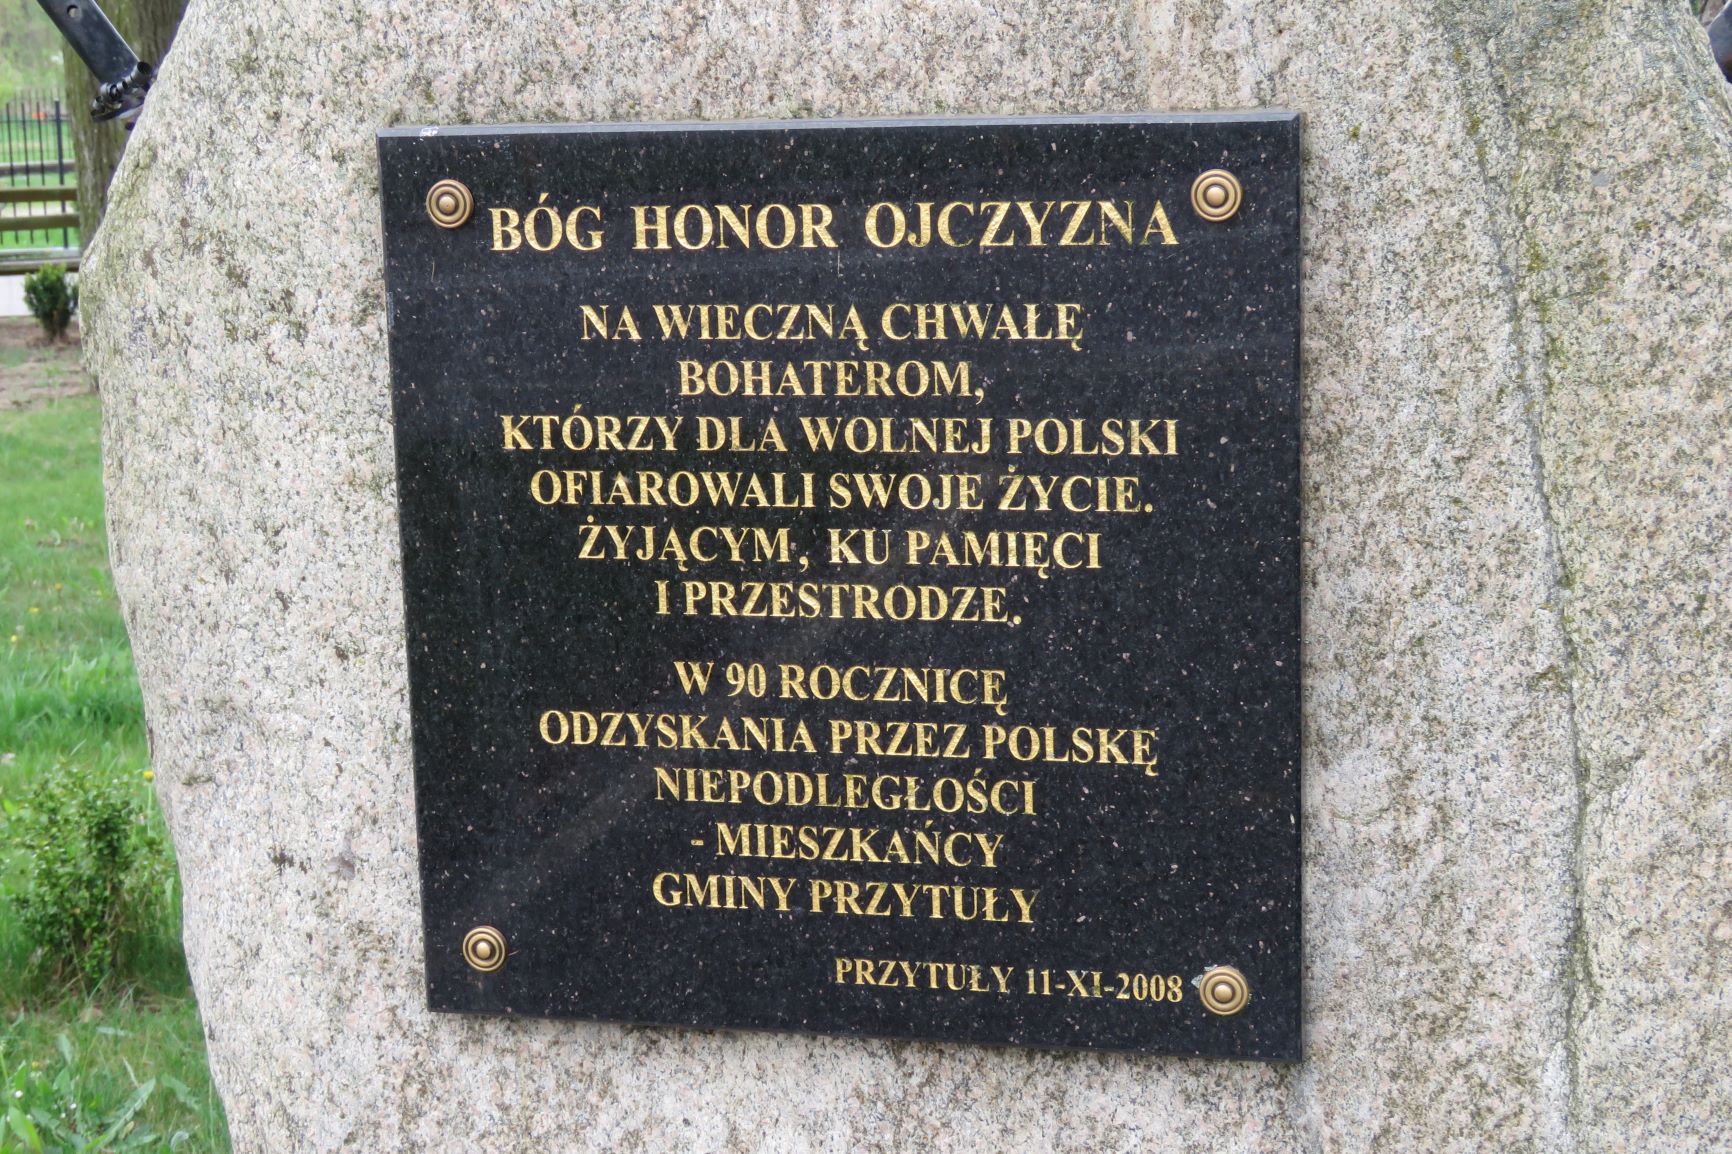 BÓG HONOR OJCZYZNA
NA WIECZNĄ CHWAŁĘ
BOHATEROM,
KTÓRZY DLA WOLNEJ POLSKI
OFIAROWALI SWOJE ŻYCIE.
ŻYJĄCYM, KU PAMIĘCI
I PRZESTRODZE.
W 90 ROCZNICĘ
ODZYSKANIA PRZEZ POLSKĘ
NIEPODLEGŁOŚCI
- MIESZKAŃCY
GMINY PRZYTUŁY
PRZYTUŁY 11-XI-2008